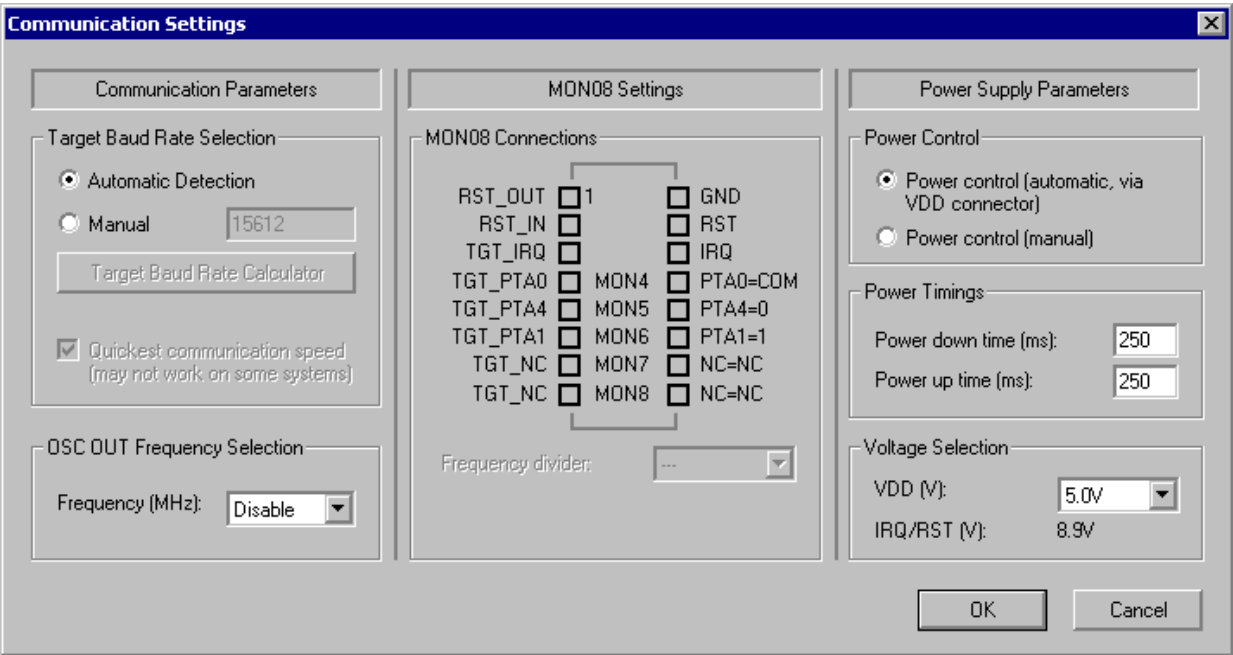 Communication Settings
Communication Parameters
Target Baud Rate Selection
Automatic Detection
Manual 15612
Target Baud Rate Calculator
Quickest communication speed
(may not work on some systems)
OSC OUT Frequency Selection
Frequency (MHz): Disable
MON08 Settings
MON08 Connections
RST_OUT 1 GND
RST_IN RST
TGT_IRQ IRQ
TGT_PTA0 MON4 PTA0=COM
TGT_PTA4 MON5 PTA4=0
TGT_PTA1 MON6 PTA1=1
TGT_NC MON7 NC=NC
TGT_NC MON8 NC=NC
Frequency divider: ---
Power Supply Parameters
Power Control
Power control (automatic, via
VDD connector)
Power control (manual)
Power Timings
Power down time (ms): 250
Power up time (ms): 250
Voltage Selection
VDD (V): 5.0V
IRQ/RST (V): 8.9V
OK Cancel